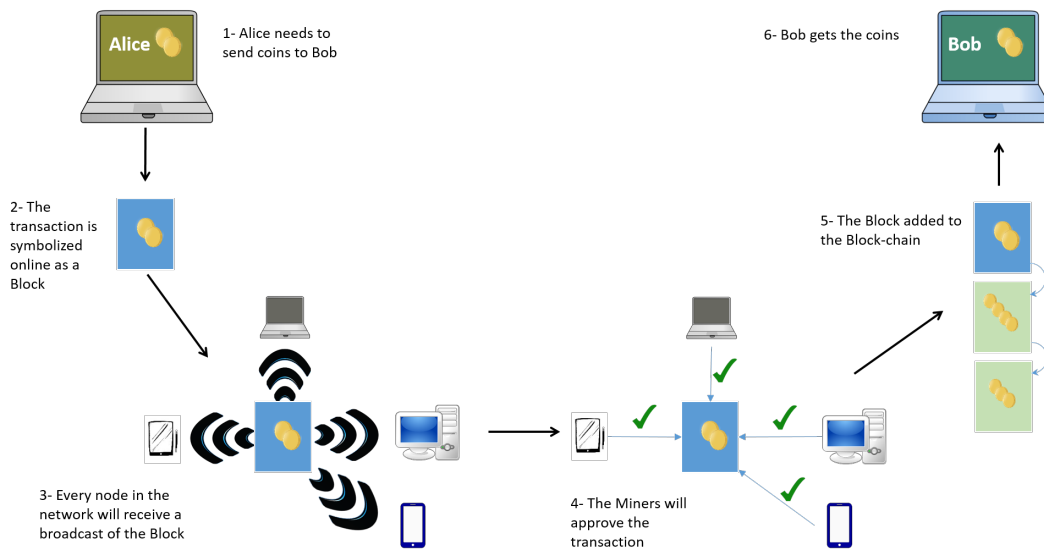 Alice
1- Alice needs to
send coins to Bob
2- The
transaction is
symbolized
online as a
Block
3- Every node in the
network will receive a
broadcast of the Block
4- The Miners will
approve the
transaction
5- The Block added to
the Block-chain
6- Bob gets the coins
Bob